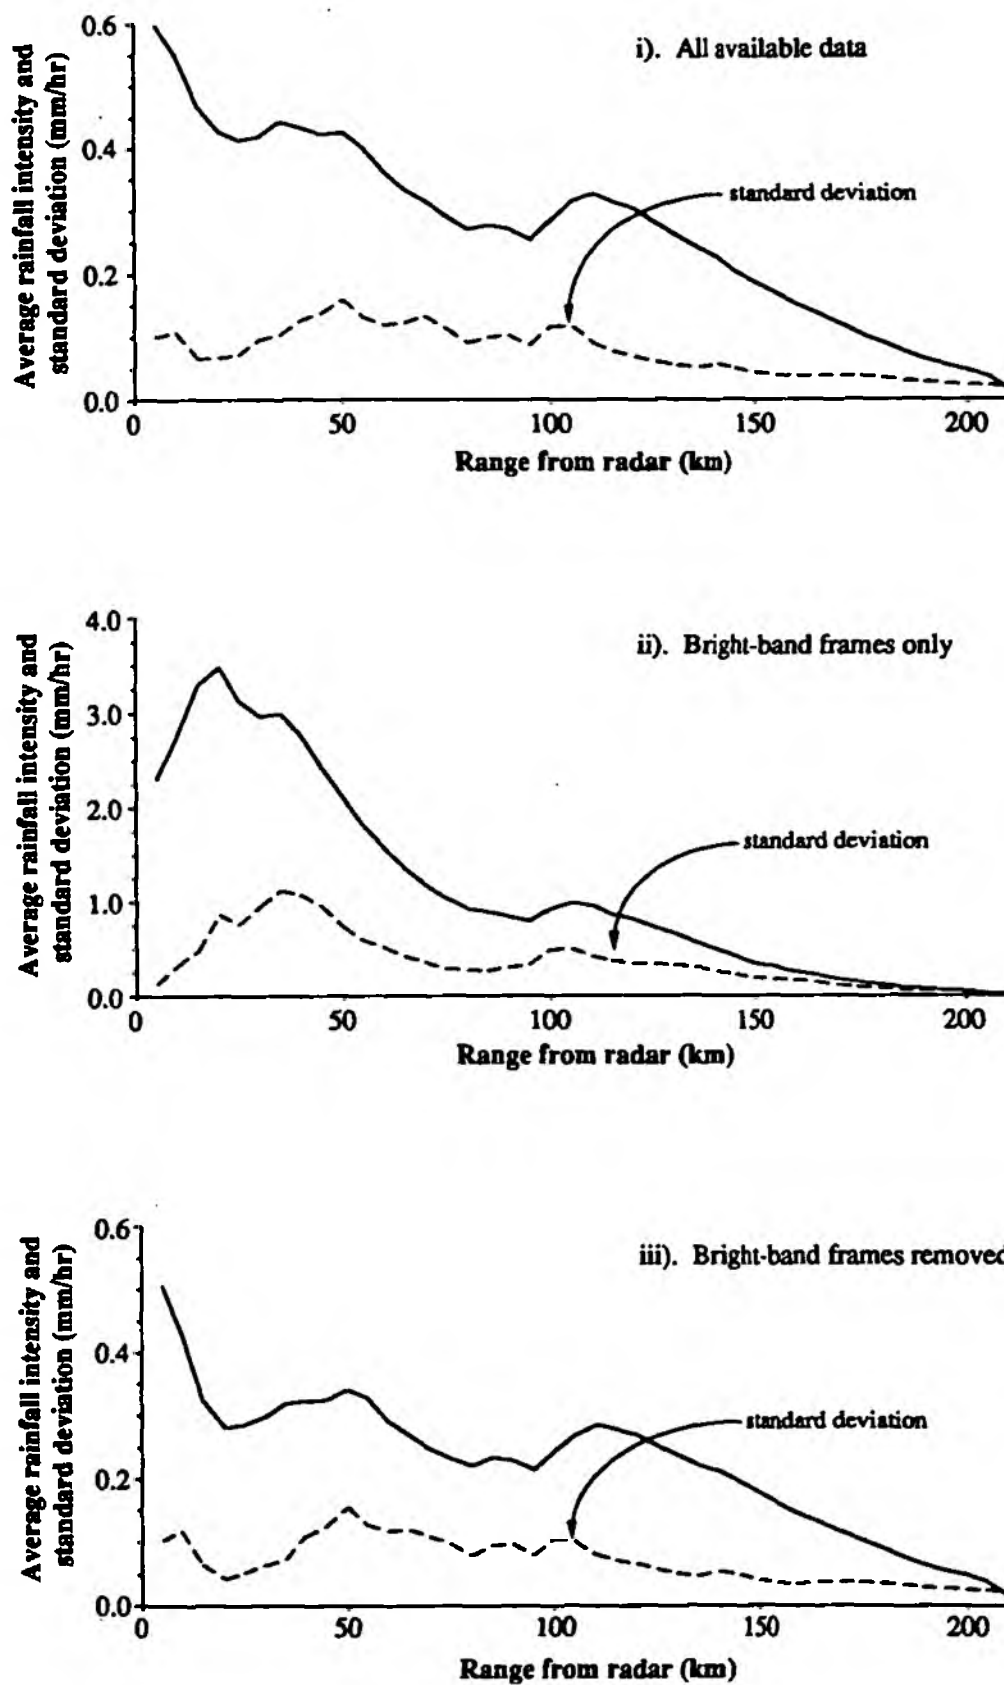 i). All available data
Average rainfall intensity and
standard deviation (mm/hr)
0.6
0.4
0.2
0.0
standard deviation
0 50 100 150 200
Range from radar (km)
ii). Bright-band frames only
Average rainfall intensity and
standard deviation (mm/hr)
4.0
3.0
2.0
1.0
0.0
standard deviation
0 50 100 150 200
Range from radar (km)
iii). Bright-band frames removed
Average rainfall intensity and
standard deviation (mm/hr)
0.6
0.4
0.2
0.0
standard deviation
0 50 100 150 200
Range from radar (km)